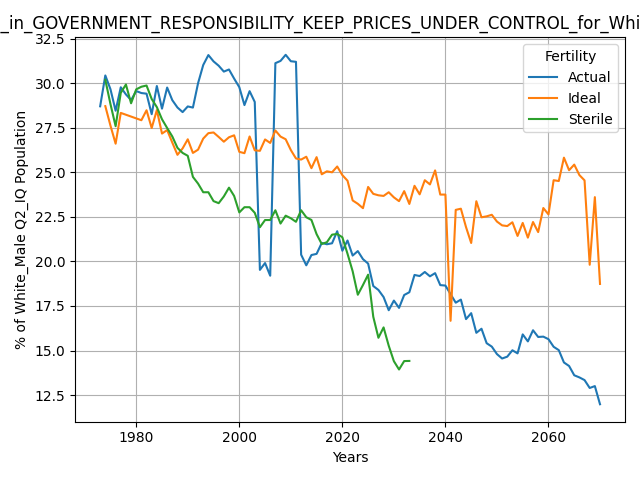 _in_GOVERNMENT_RESPONSIBILITY_KEEP_PRICES_UNDER_CONTROL_for_Whi
Fertility
Actual
Ideal
Sterile
% of White_Male Q2_IQ Population
32.5
30.0
27.5
25.0
22.5
20.0
17.5
15.0
12.5
1980 2000 2020 2040 2060
Years